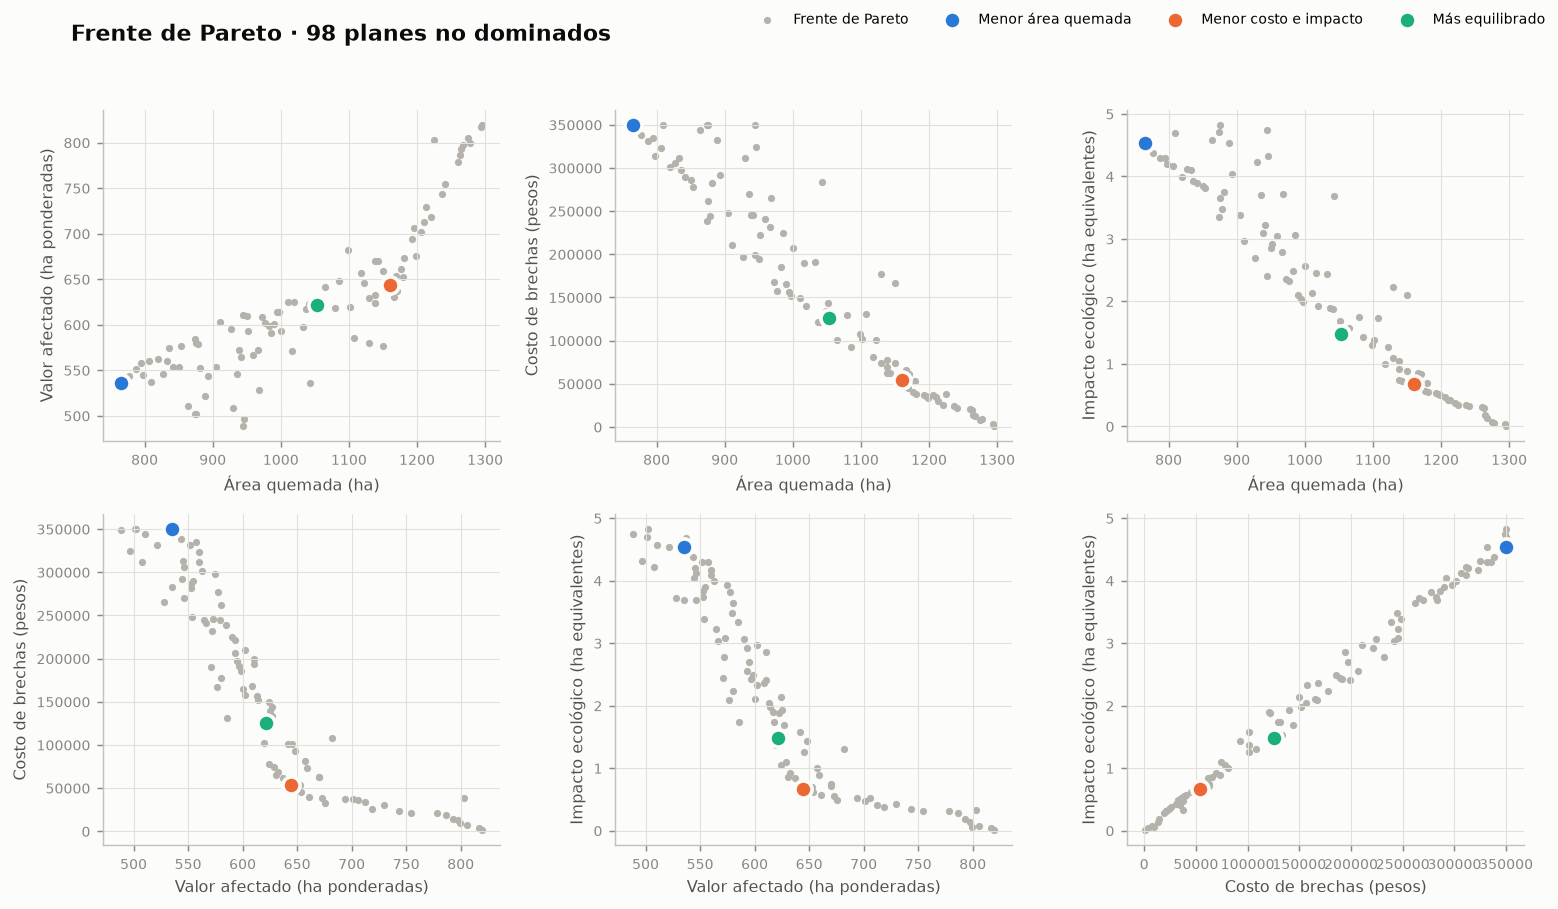 Frente de Pareto · 98 planes no dominados
Frente de Pareto
Menor área quemada
Menor costo e impacto
Más equilibrado
Valor afectado (ha ponderadas)
800
750
700
650
600
550
500
800 900 1000 1100 1200 1300
Área quemada (ha)
Costo de brechas (pesos)
350000
300000
250000
200000
150000
100000
50000
0
800 900 1000 1100 1200 1300
Área quemada (ha)
Impacto ecológico (ha equivalentes)
5
4
3
2
1
0
800 900 1000 1100 1200 1300
Área quemada (ha)
Costo de brechas (pesos)
350000
300000
250000
200000
150000
100000
50000
0
500 550 600 650 700 750 800
Valor afectado (ha ponderadas)
Impacto ecológico (ha equivalentes)
5
4
3
2
1
0
500 550 600 650 700 750 800
Valor afectado (ha ponderadas)
Impacto ecológico (ha equivalentes)
5
4
3
2
1
0
0 50000 100000 150000 200000 250000 300000 350000
Costo de brechas (pesos)